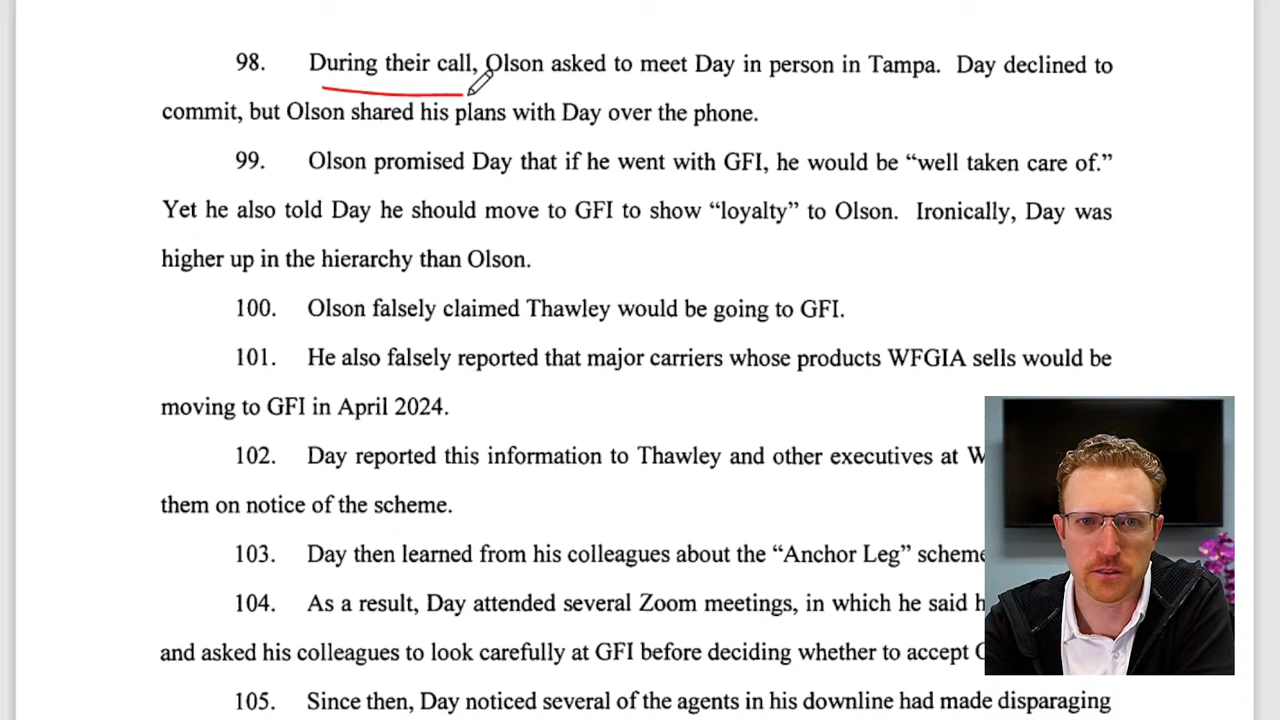 98. During their call, Olson asked to meet Day in person in Tampa. Day declined to
commit, but Olson shared his plans with Day over the phone.
99. Olson promised Day that if he went with GFI, he would be “well taken care of.”
Yet he also told Day he should move to GFI to show “loyalty” to Olson. Ironically, Day was
higher up in the hierarchy than Olson.
100. Olson falsely claimed Thawley would be going to GFI.
101. He also falsely reported that major carriers whose products WFGIA sells would be
moving to GFI in April 2024.
102. Day reported this information to Thawley and other executives at
them on notice of the scheme.
103. Day then learned from his colleagues about the “Anchor Leg” scheme
104. As a result, Day attended several Zoom meetings, in which he said
and asked his colleagues to look carefully at GFI before deciding whether to accept
105. Since then, Day noticed several of the agents in his downline had made disparaging